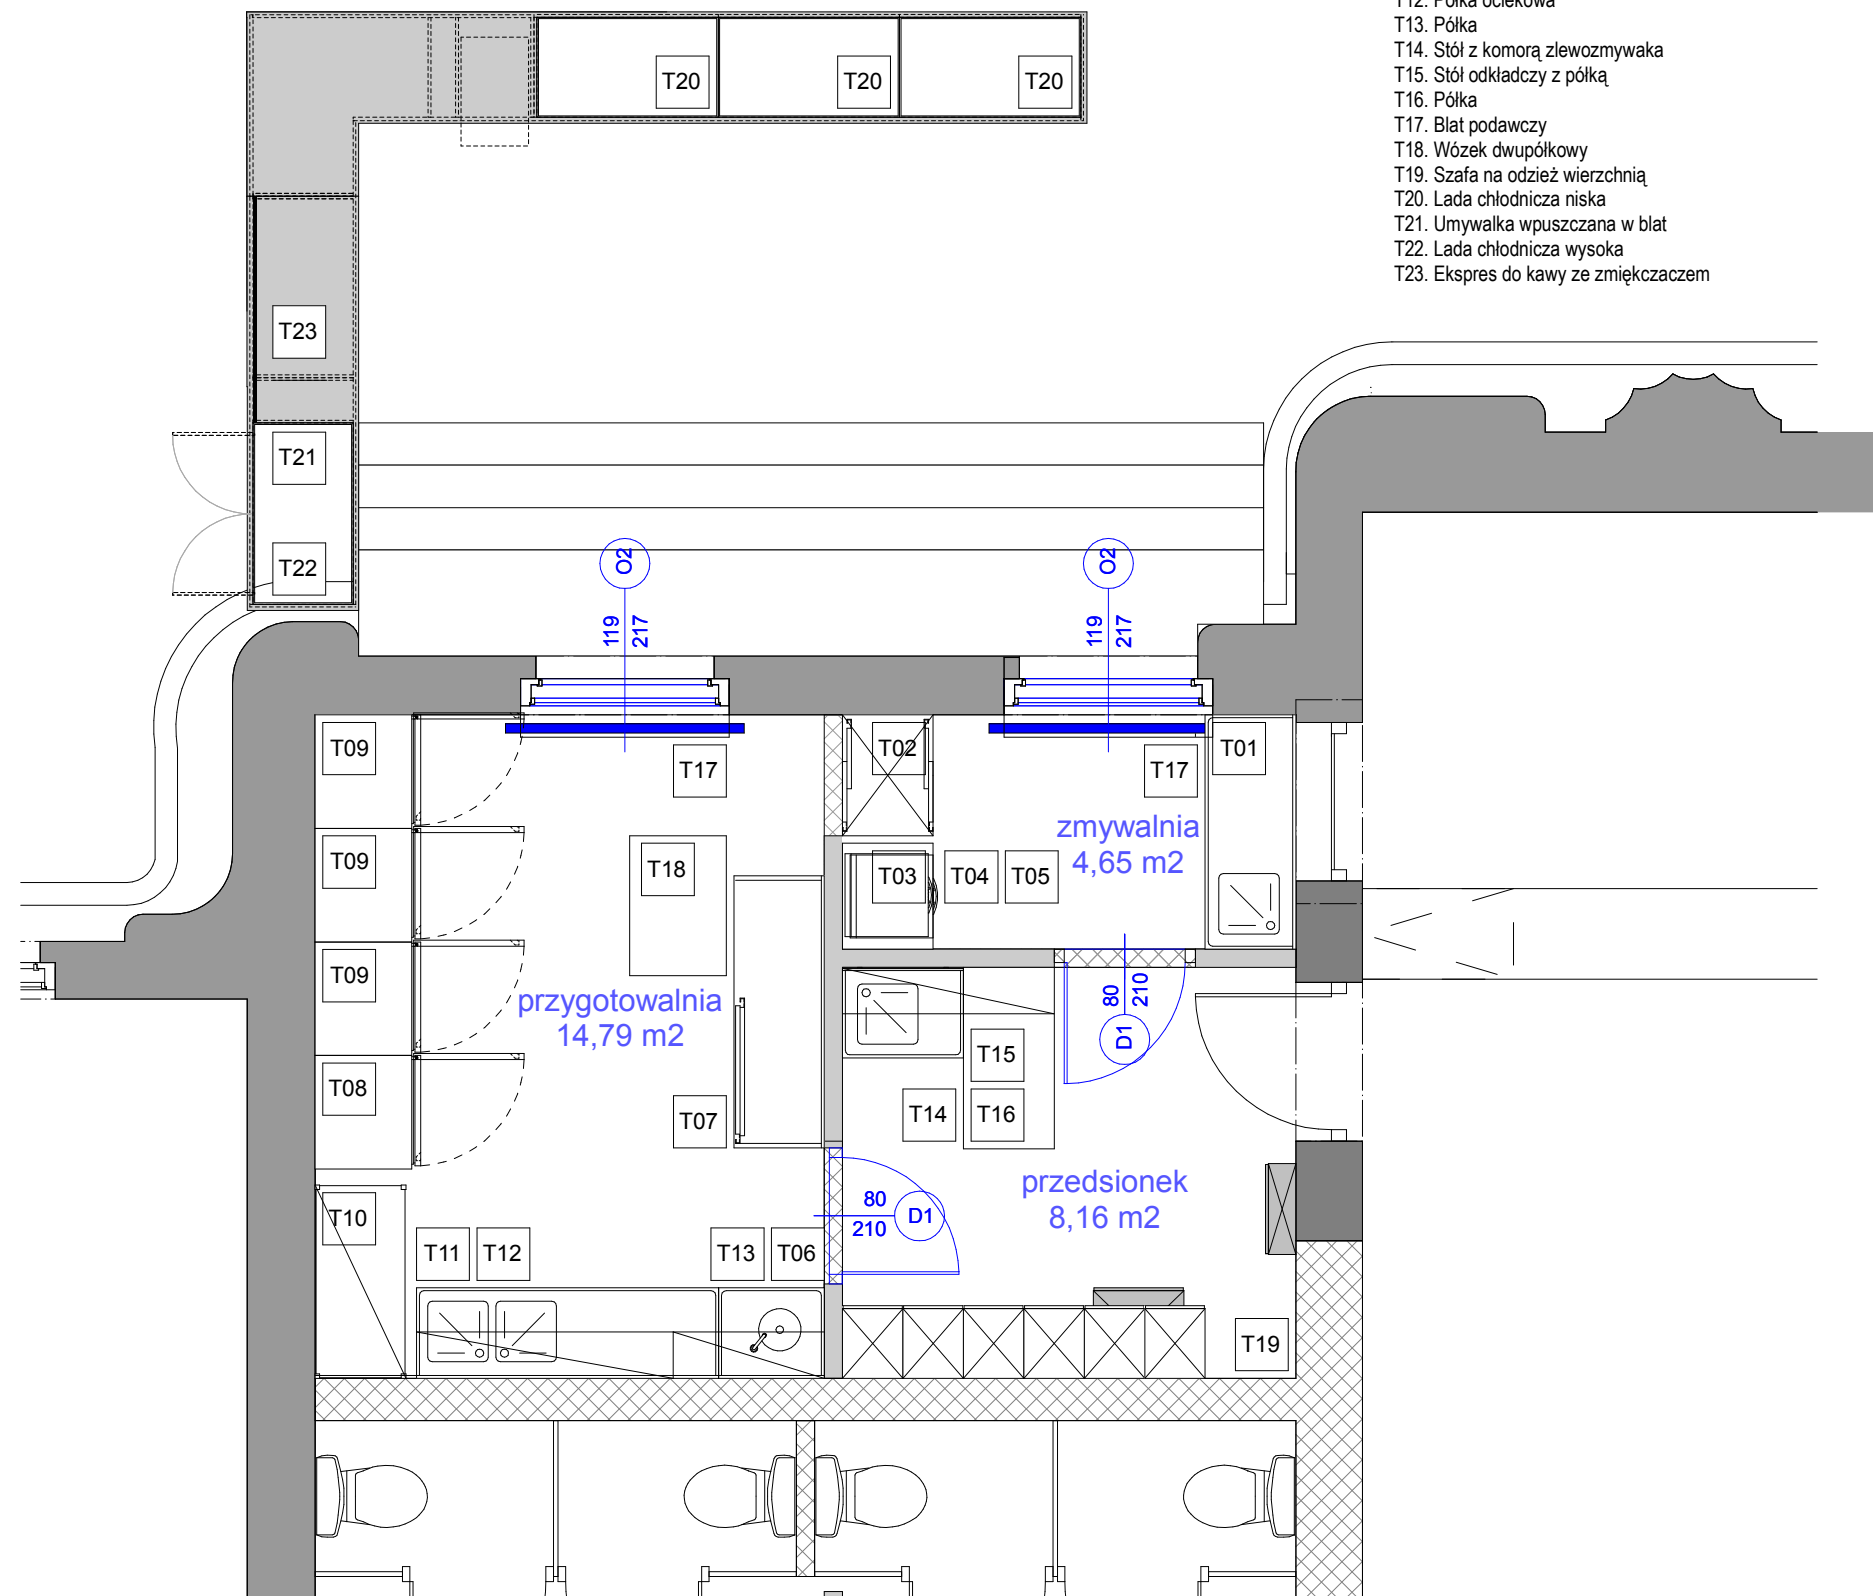 T12. Półka ociekowa
T13. Półka
T14. Stół z komorą zlewozmywaka
T15. Stół odkładczy z półką
T16. Półka
T17. Blat podawczy
T18. Wózek dwupółkowy
T19. Szafa na odzież wierzchnią
T20. Lada chłodnicza niska
T21. Umywalka wpuszczana w blat
T22. Lada chłodnicza wysoka
T23. Ekspres do kawy ze zmiękczaczem
T20 T20 T20
T23
T21
T22
O2 O2
119 217 119 217
T09 T17 T02 T17 T01
zmywalnia
4,65 m2
T09 T18 T03 T04 T05
T09
przygotowalnia
14,79 m2
80 210
D1
T15
T08 T07 T14 T16
przedsionek
8,16 m2
80
210 D1
T10
T11 T12 T13 T06
T19